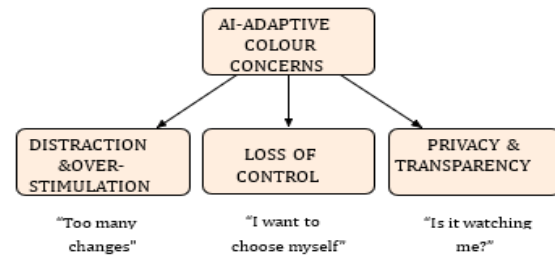 AI-ADAPTIVE
COLOUR
CONCERNS
DISTRACTION
&OVER-
STIMULATION
LOSS OF
CONTROL
PRIVACY &
TRANSPARENCY
“Too many
changes”
“I want to
choose myself”
“Is it watching
me?”